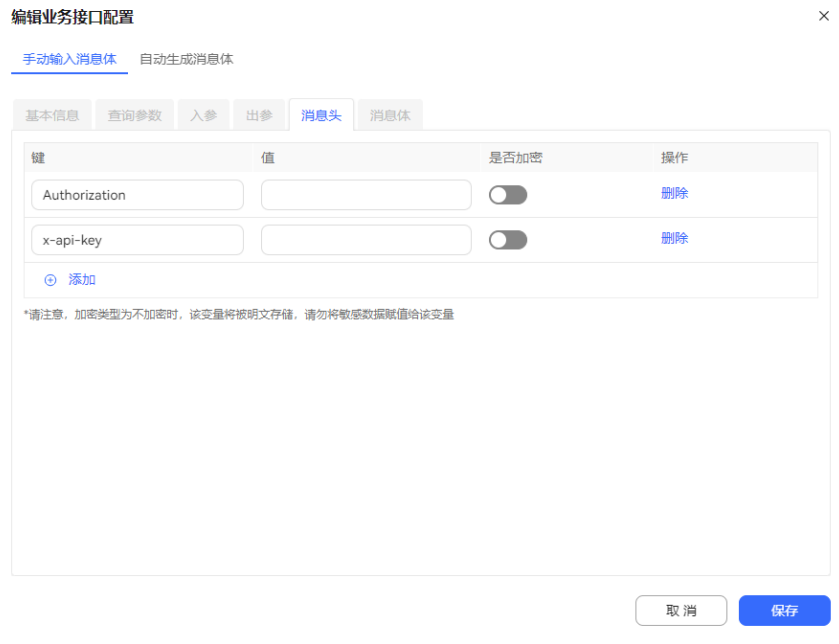 编辑业务接口配置
手动输入消息体 自动生成消息体
基本信息 查询参数 入参 出参 消息头 消息体
键 值 是否加密 操作
Authorization 删除
x-api-key 删除
添加
*请注意，加密类型为不加密时，该变量将被明文存储，请勿将敏感数据赋值给该变量
取消 保存